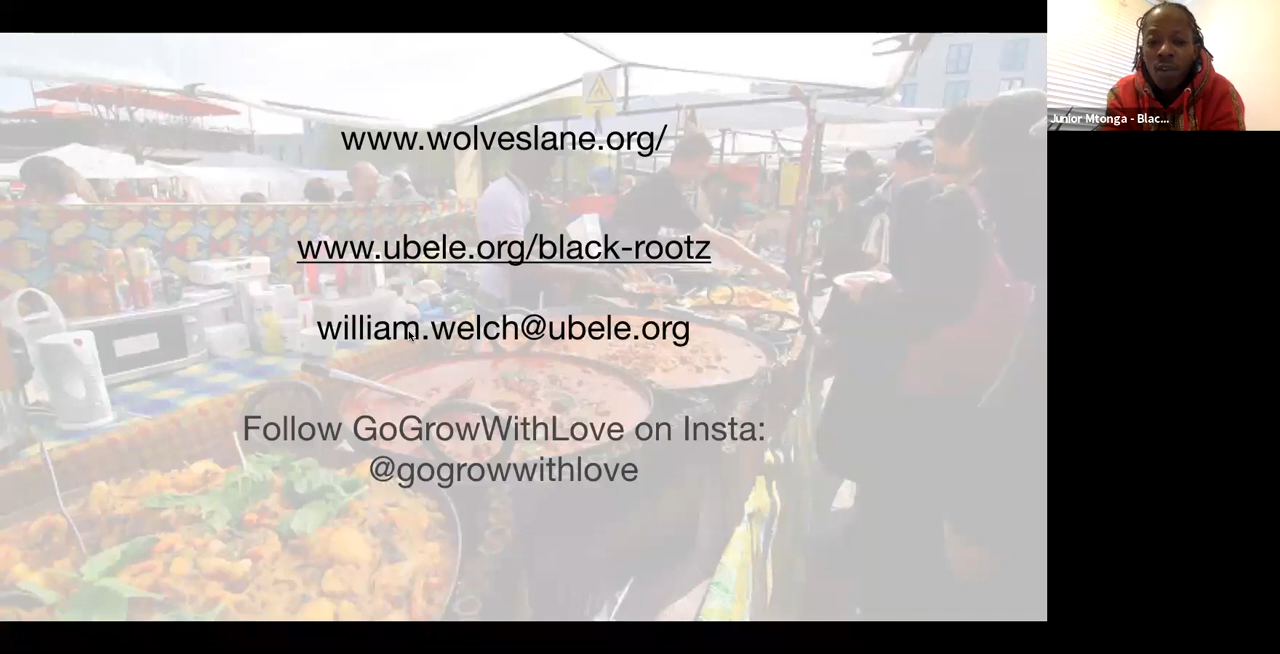 www.wolveslane.org/
www.ubele.org/black-rootz
william.welch@ubele.org
Follow GoGrowWithLove on Insta:
@gogrowwithlove
Junior Mtonga - Blac...